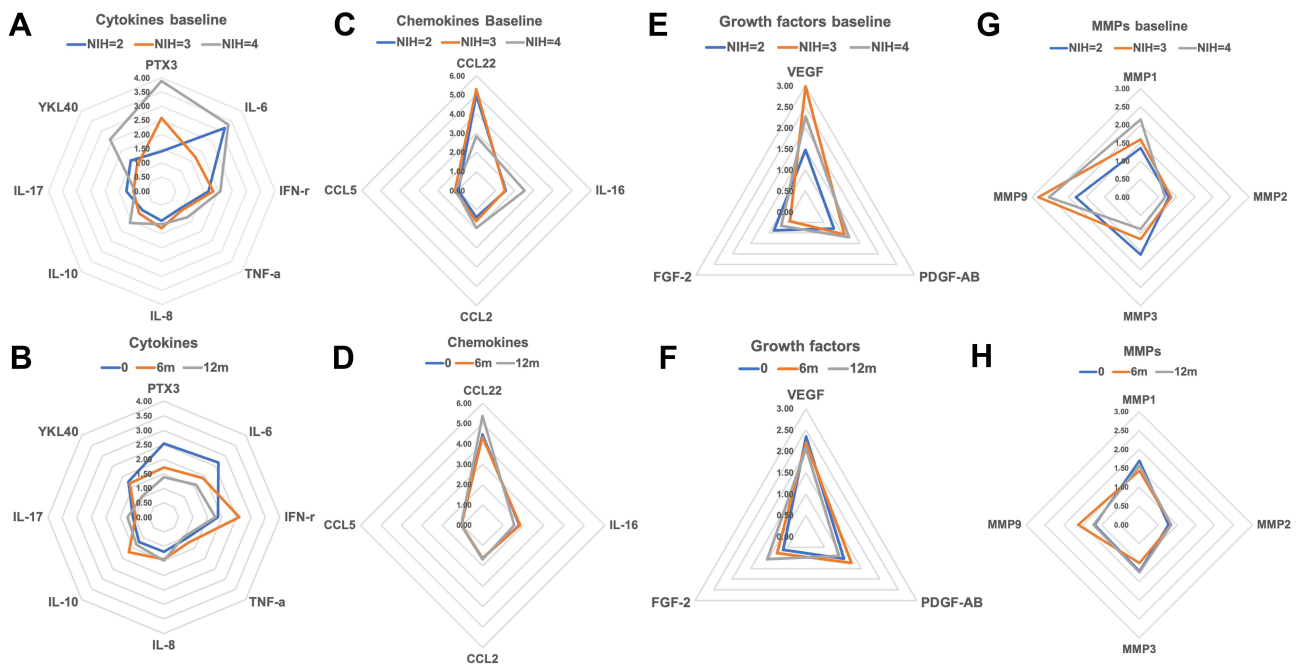 A
Cytokines baseline
NIH=2 NIH=3 NIH=4
PTX3
4.00
3.50
3.00
2.50
2.00
1.50
1.00
0.50
0.00
IL-6
IFN-r
TNF-a
IL-8
IL-10
IL-17
YKL40
C
Chemokines Baseline
NIH=2 NIH=3 NIH=4
CCL22
6.00
5.00
4.00
3.00
2.00
1.00
0.00
IL-16
CCL2
CCL5
E
Growth factors baseline
NIH=2 NIH=3 NIH=4
VEGF
3.00
2.50
2.00
1.50
1.00
0.50
0.00
PDGF-AB
FGF-2
G
MMPs baseline
NIH=2 NIH=3 NIH=4
MMP1
3.00
2.50
2.00
1.50
1.00
0.50
0.00
MMP2
MMP3
MMP9
B
Cytokines
0 6m 12m
PTX3
4.00
3.50
3.00
2.50
2.00
1.50
1.00
0.50
0.00
IL-6
IFN-r
TNF-a
IL-8
IL-10
IL-17
YKL40
D
Chemokines
0 6m 12m
CCL22
6.00
5.00
4.00
3.00
2.00
1.00
0.00
IL-16
CCL2
CCL5
F
Growth factors
0 6m 12m
VEGF
3.00
2.50
2.00
1.50
1.00
0.50
0.00
PDGF-AB
FGF-2
H
MMPs
0 6m 12m
MMP1
3.00
2.50
2.00
1.50
1.00
0.50
0.00
MMP2
MMP3
MMP9